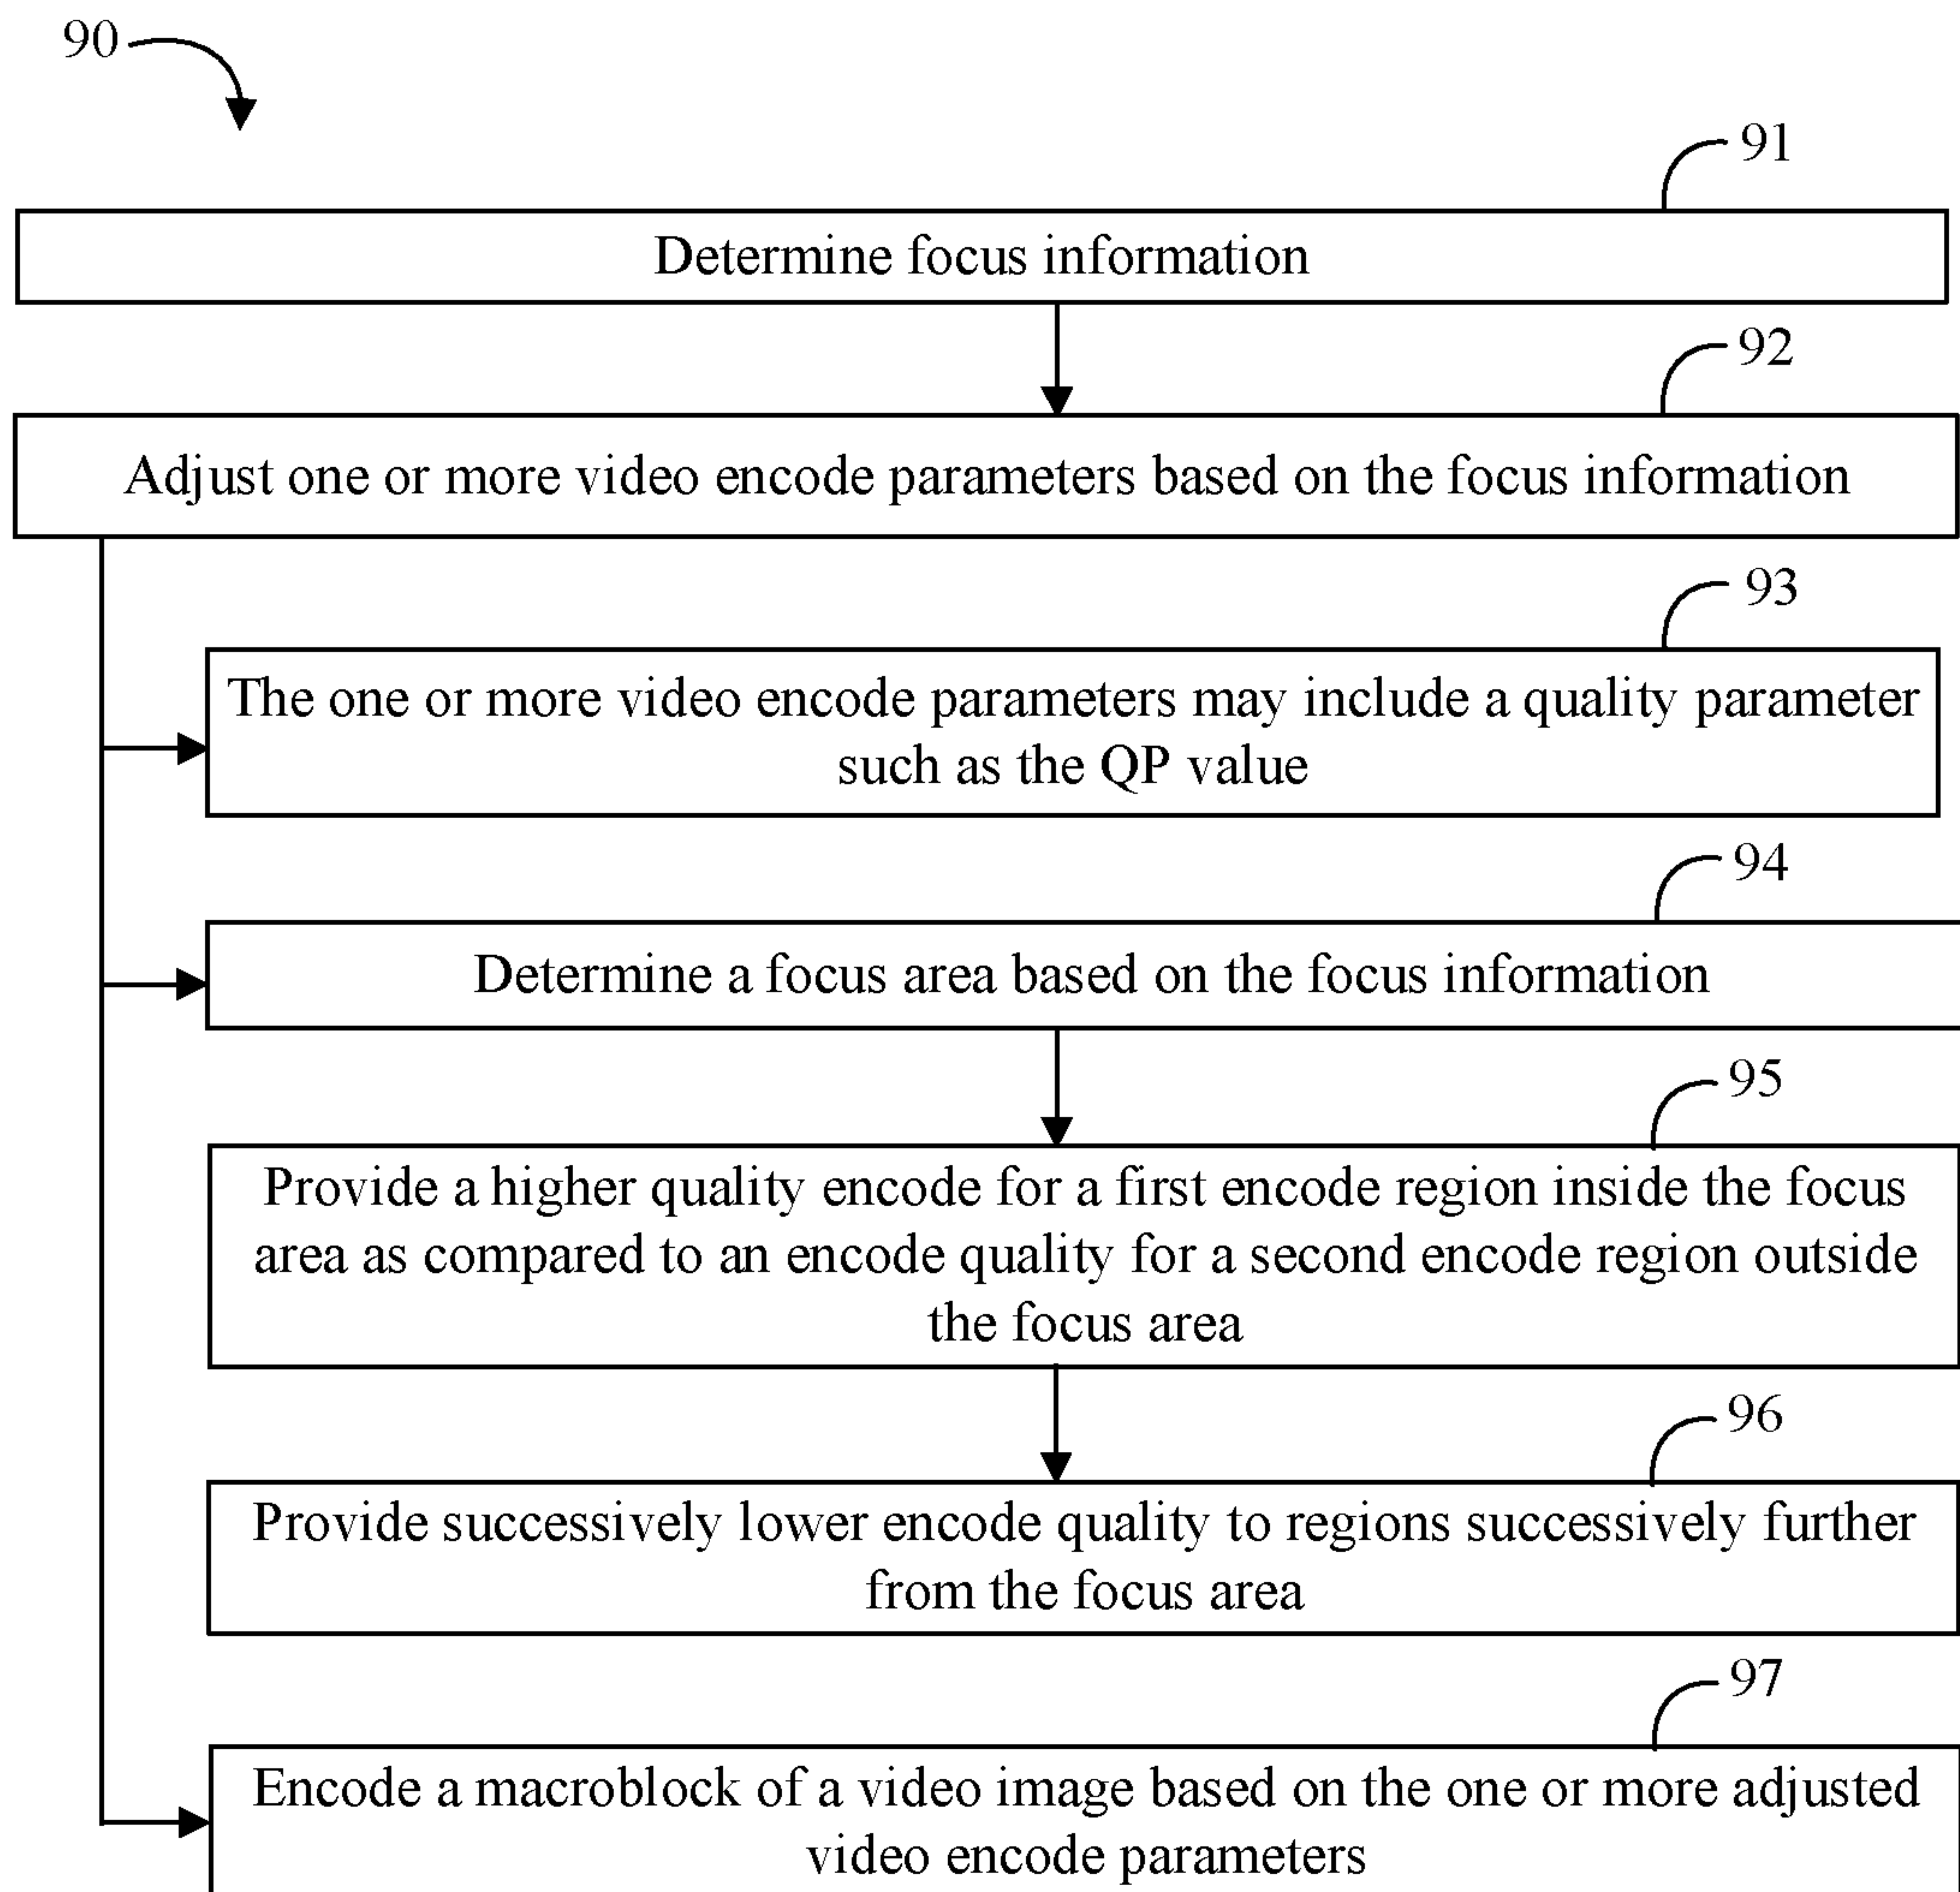 90
91
Determine focus information
92
Adjust one or more video encode parameters based on the focus information
93
The one or more video encode parameters may include a quality parameter
such as the QP value
94
Determine a focus area based on the focus information
95
Provide a higher quality encode for a first encode region inside the focus
area as compared to an encode quality for a second encode region outside
the focus area
96
Provide successively lower encode quality to regions successively further
from the focus area
97
Encode a macroblock of a video image based on the one or more adjusted
video encode parameters